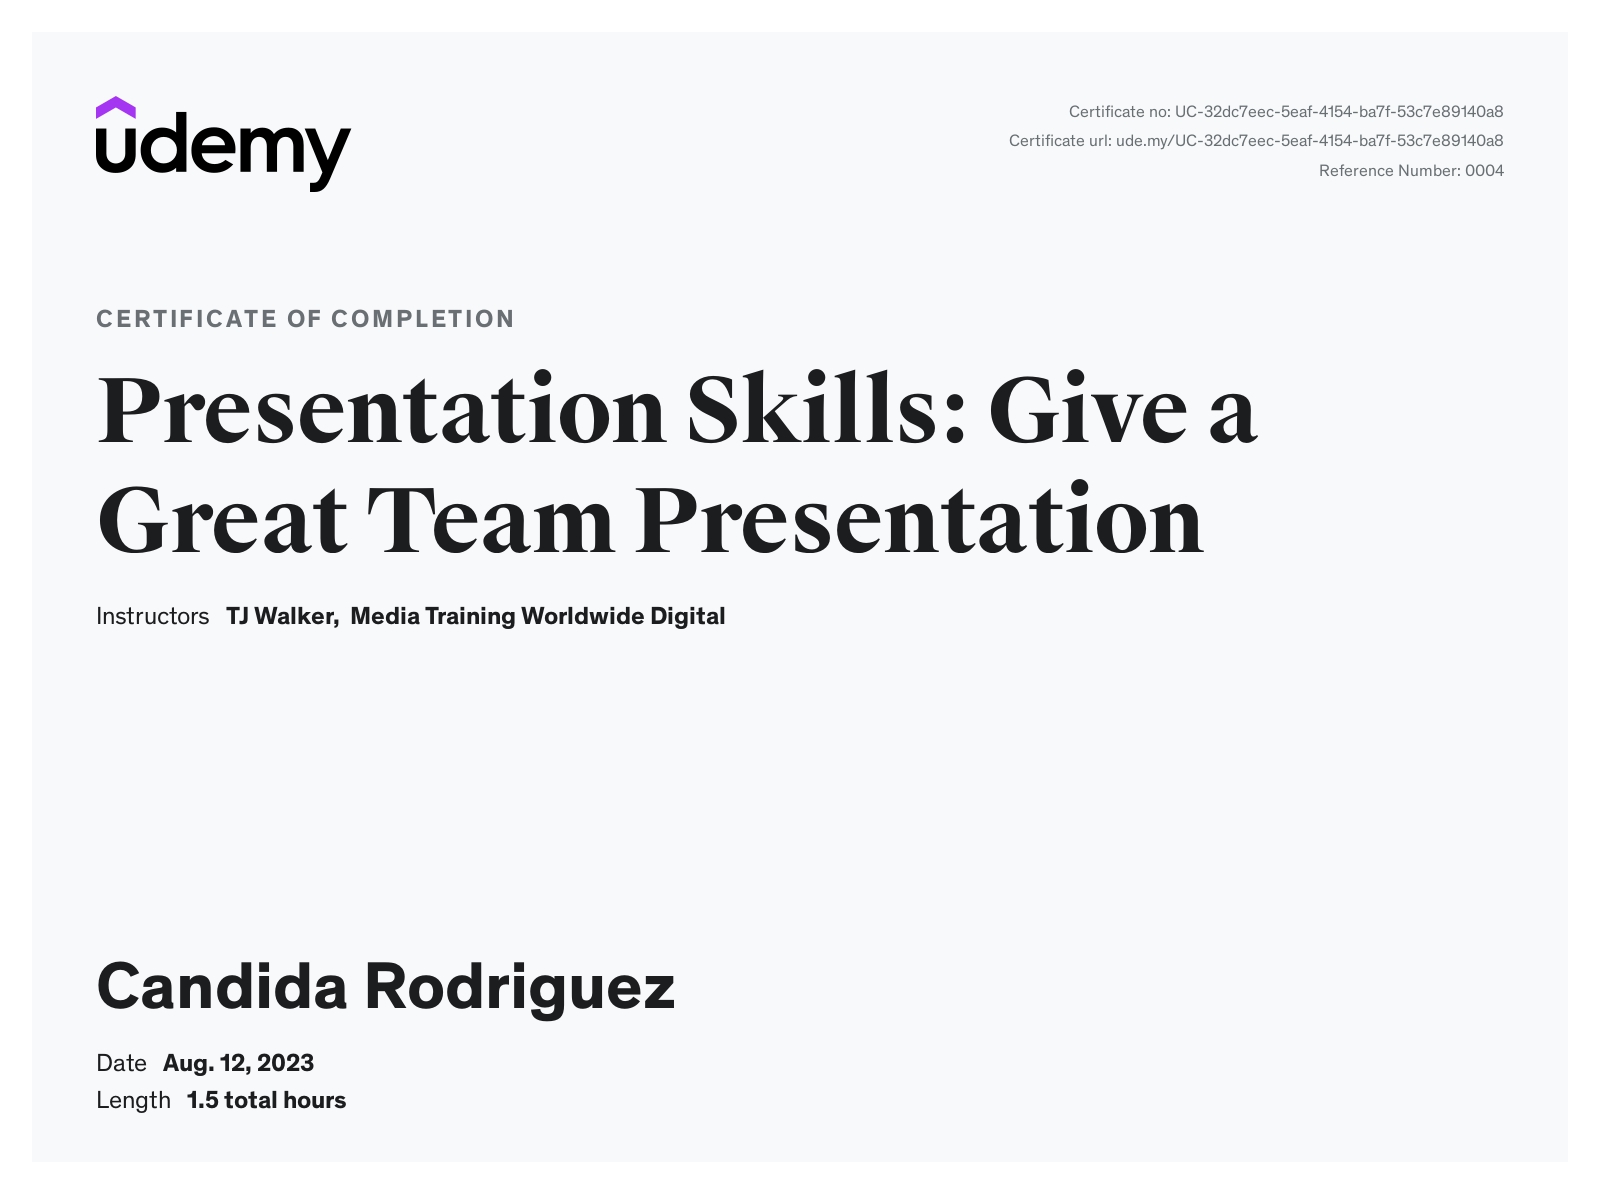 udemy
Certificate no: UC-32dc7eec-5eaf-4154-ba7f-53c7e89140a8
Certificate url: ude.my/UC-32dc7eec-5eaf-4154-ba7f-53c7e89140a8
Reference Number: 0004
CERTIFICATE OF COMPLETION
Presentation Skills: Give a
Great Team Presentation
Instructors TJ Walker, Media Training Worldwide Digital
Candida Rodriguez
Date Aug. 12, 2023
Length 1.5 total hours